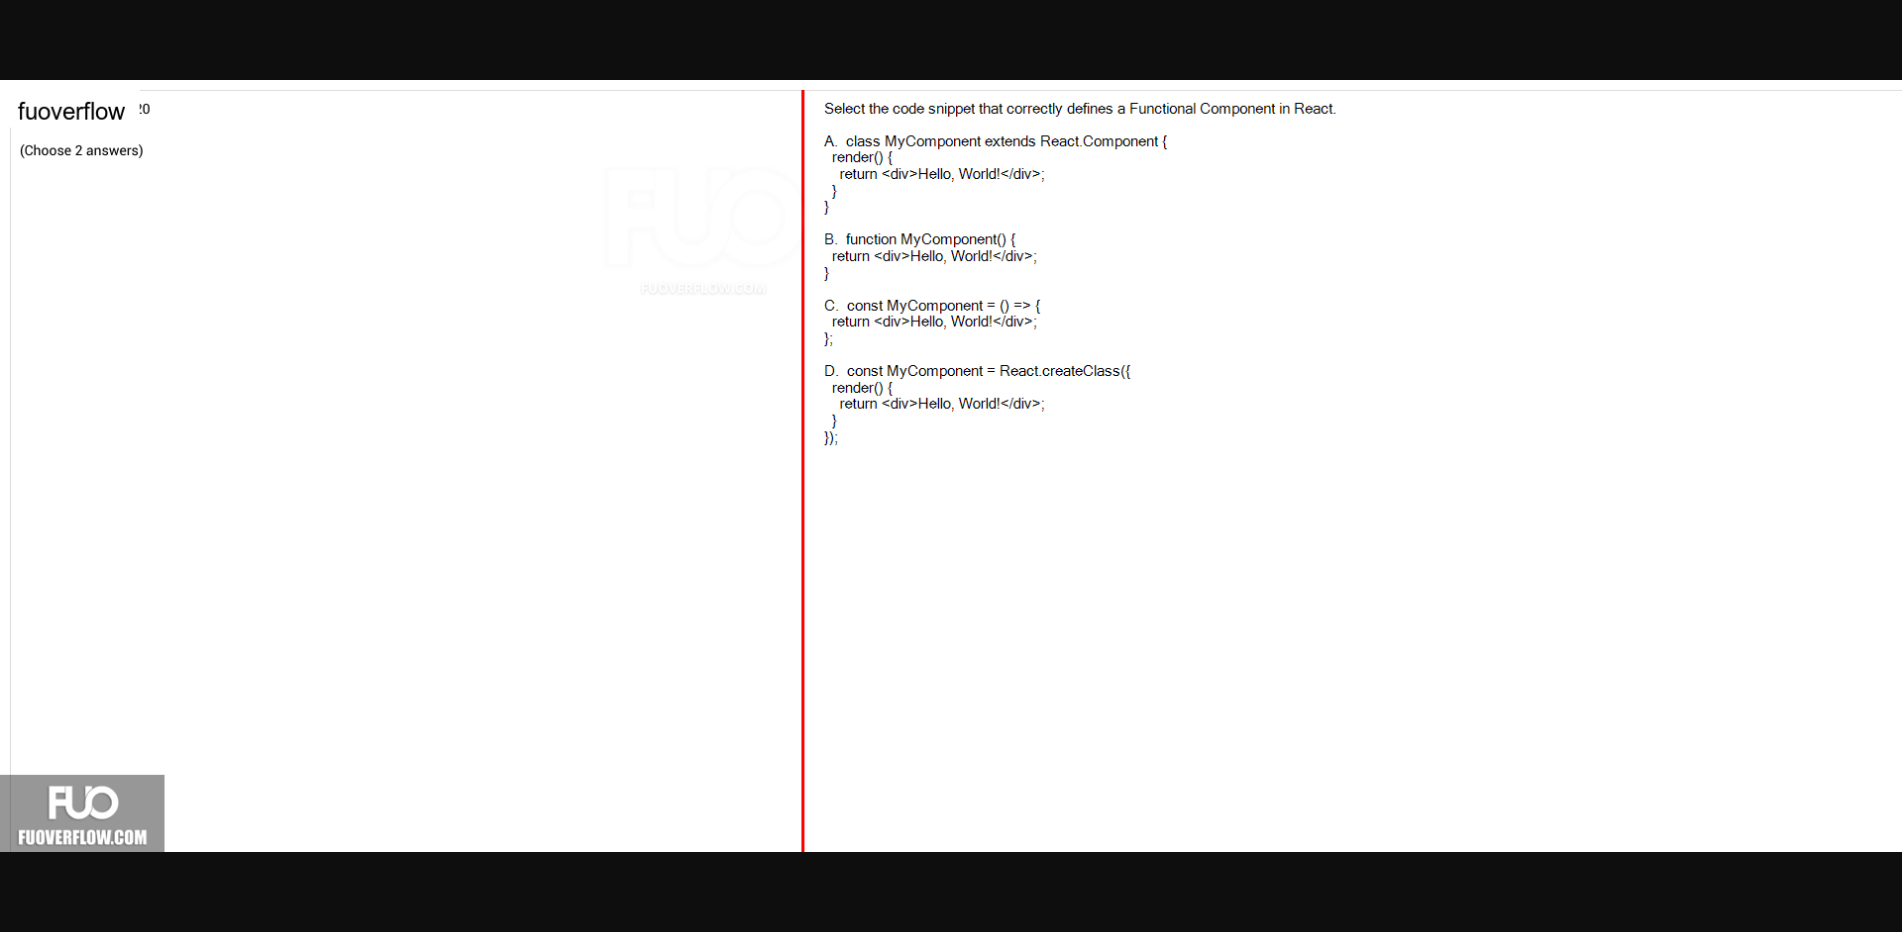 fuoverflow
(Choose 2 answers)
FUO
FUOVERFLOW.COM
Select the code snippet that correctly defines a Functional Component in React.
A.  class MyComponent extends React.Component {
render() {
return <div>Hello, World!</div>;
}
}
B.  function MyComponent() {
return <div>Hello, World!</div>;
}
C.  const MyComponent = () => {
return <div>Hello, World!</div>;
};
D.  const MyComponent = React.createClass({
render() {
return <div>Hello, World!</div>;
}
});
FUO
FUOVERFLOW.COM